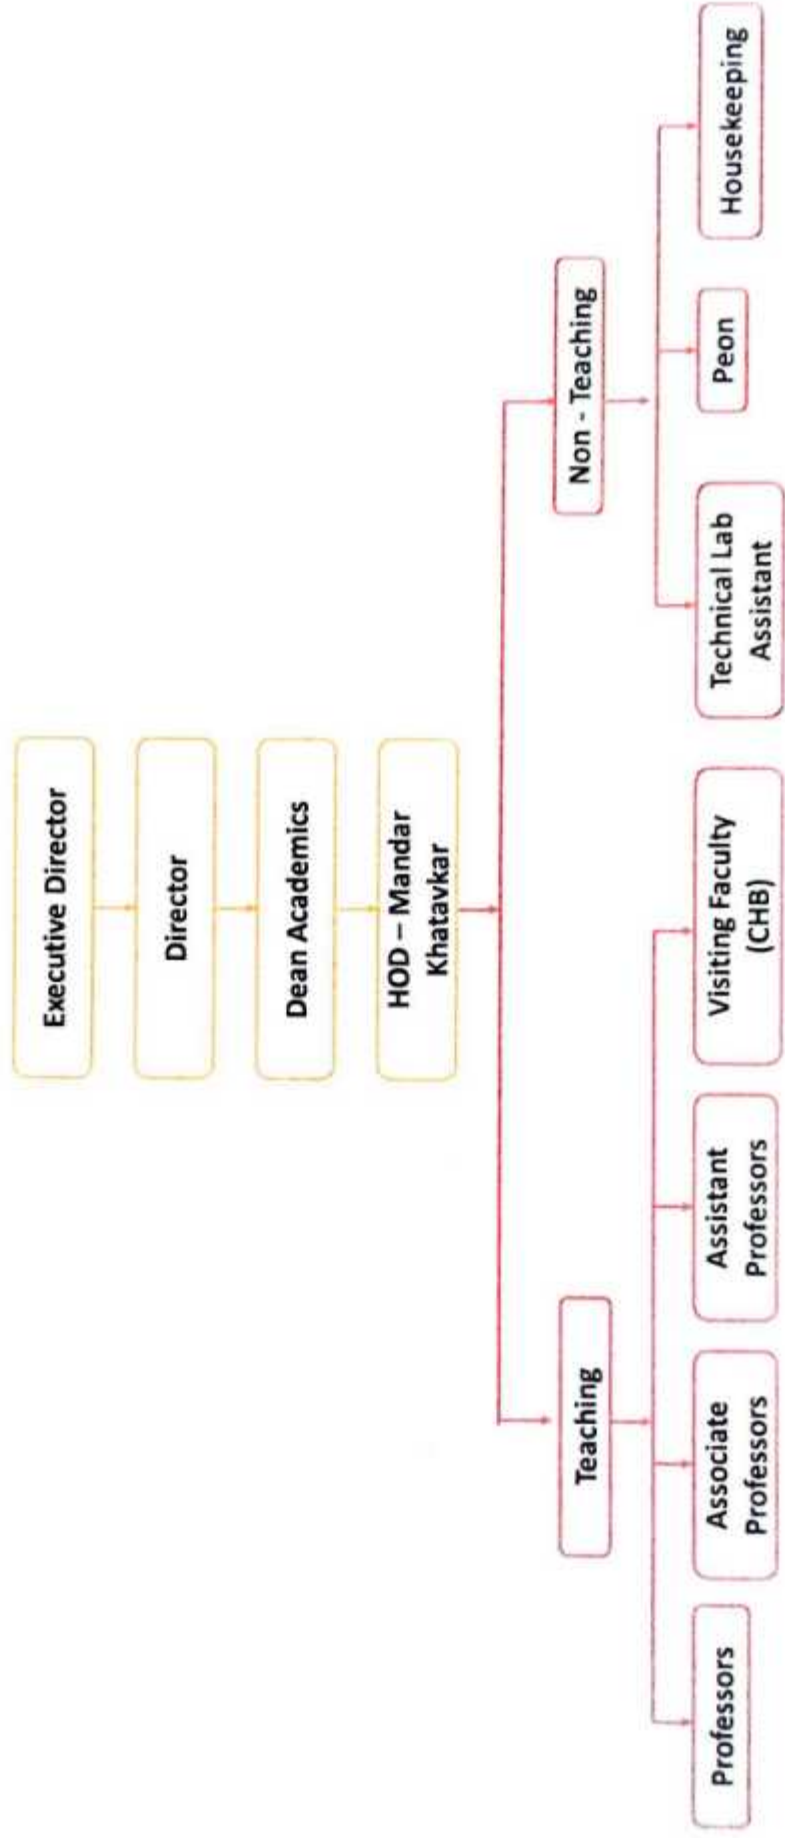 Executive Director
Director
Dean Academics
HOD – Mandar
Khatavkar
Teaching
Non - Teaching
Professors
Associate
Professors
Assistant
Professors
Visiting Faculty
(CHB)
Technical Lab
Assistant
Peon
Housekeeping